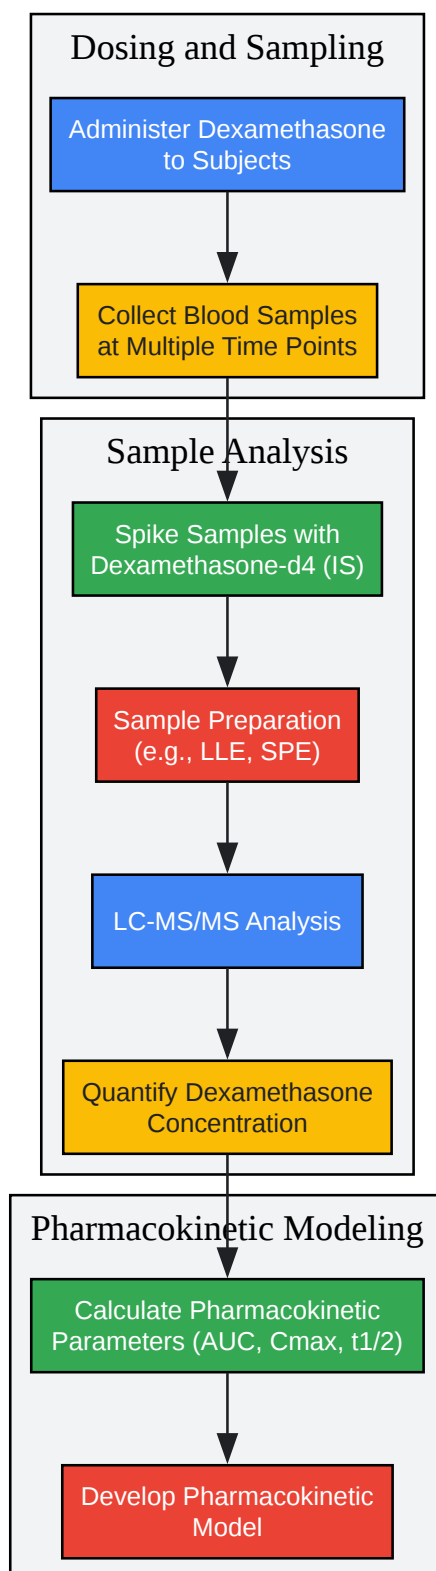 Dosing and Sampling
Administer Dexamethasone
to Subjects
Collect Blood Samples
at Multiple Time Points
Sample Analysis
Spike Samples with
Dexamethasone-d4 (IS)
Sample Preparation
(e.g., LLE, SPE)
LC-MS/MS Analysis
Quantify Dexamethasone
Concentration
Pharmacokinetic Modeling
Calculate Pharmacokinetic
Parameters (AUC, Cmax, t1/2)
Develop Pharmacokinetic
Model